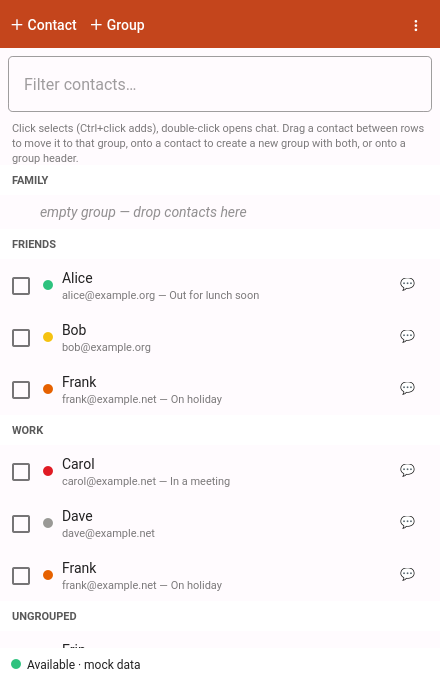 + Contact + Group
Filter contacts…
Click selects (Ctrl+click adds), double-click opens chat. Drag a contact between rows
to move it to that group, onto a contact to create a new group with both, or onto a
group header.
FAMILY
empty group — drop contacts here
FRIENDS
Alice
alice@example.org — Out for lunch soon
Bob
bob@example.org
Frank
frank@example.net — On holiday
WORK
Carol
carol@example.net — In a meeting
Dave
dave@example.net
Frank
frank@example.net — On holiday
UNGROUPED
Available · mock data